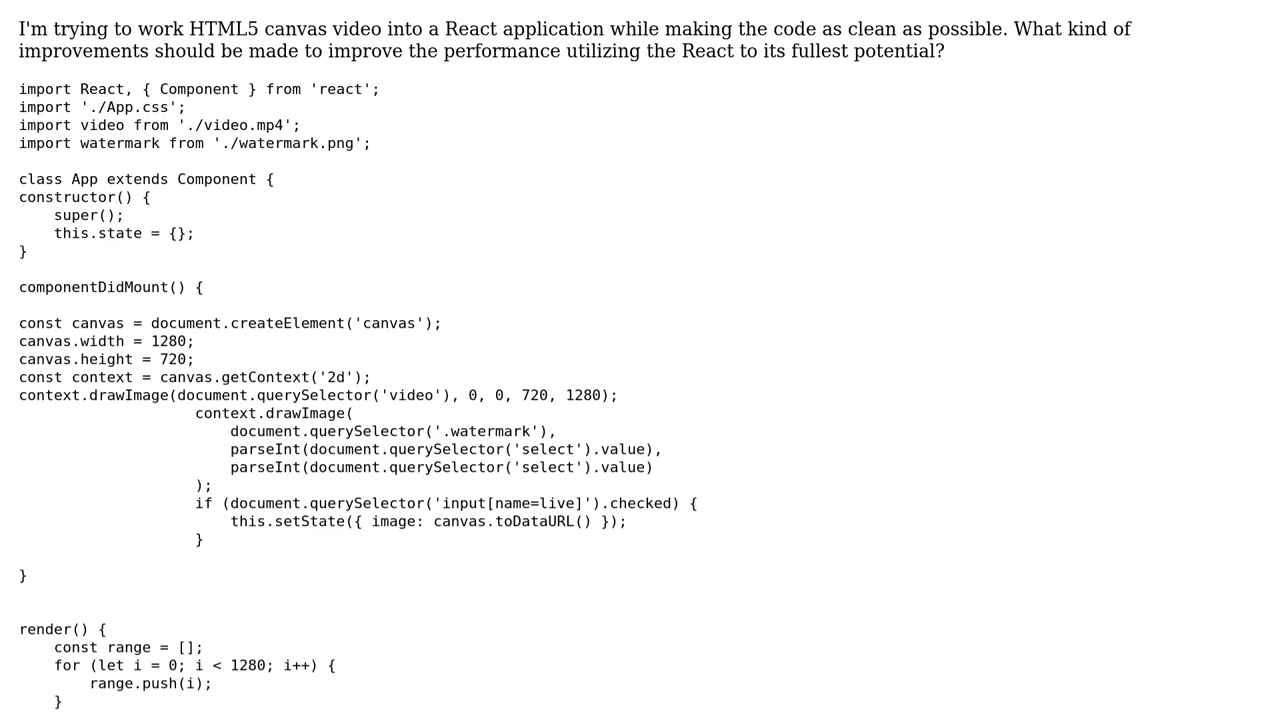 I'm trying to work HTML5 canvas video into a React application while making the code as clean as possible. What kind of
improvements should be made to improve the performance utilizing the React to its fullest potential?
import React, { Component } from 'react';
import './App.css';
import video from './video.mp4';
import watermark from './watermark.png';
class App extends Component {
constructor() {
    super();
    this.state = {};
}
componentDidMount() {
const canvas = document.createElement('canvas');
canvas.width = 1280;
canvas.height = 720;
const context = canvas.getContext('2d');
context.drawImage(document.querySelector('video'), 0, 0, 720, 1280);
                    context.drawImage(
                        document.querySelector('.watermark'),
                        parseInt(document.querySelector('select').value),
                        parseInt(document.querySelector('select').value)
                    );
                    if (document.querySelector('input[name=live]').checked) {
                        this.setState({ image: canvas.toDataURL() });
                    }
}
render() {
    const range = [];
    for (let i = 0; i < 1280; i++) {
        range.push(i);
    }